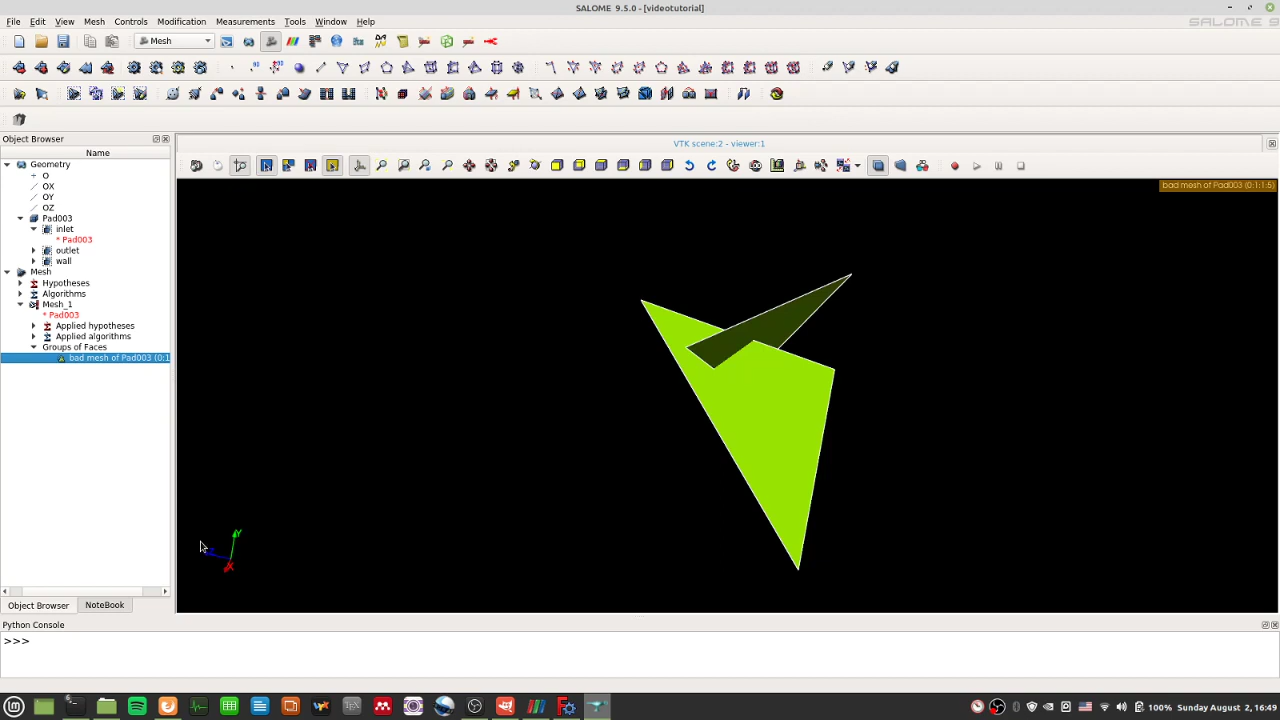 SALOME 9.5.0 - [videotutorial]
File Edit View Mesh Controls Modification Measurements Tools Window Help
SALOME 9
Mesh
Object Browser
VTK scene:2 - viewer:1
Name
bad mesh of Pad003 (0:1:1:5)
Geometry
O
OX
OY
OZ
Pad003
inlet
* Pad003
outlet
wall
Mesh
Hypotheses
Algorithms
Mesh_1
* Pad003
Applied hypotheses
Applied algorithms
Groups of Faces
bad mesh of Pad003 (0:1
Y
Z
X
Object Browser NoteBook
Python Console
>>>
100% Sunday August 2, 16:49